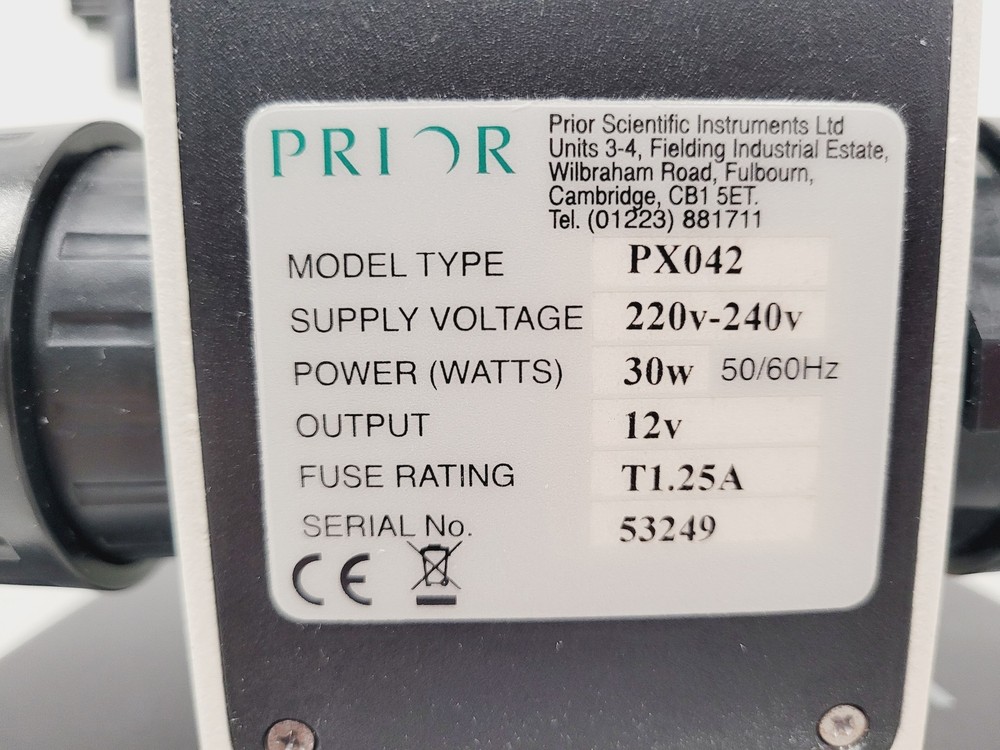 PRIOR
Prior Scientific Instruments Ltd
Units 3-4, Fielding Industrial Estate,
Wilbraham Road, Fulbourn,
Cambridge, CB1 5ET.
Tel. (01223) 881711
MODEL TYPE PX042
SUPPLY VOLTAGE 220v-240v
POWER (WATTS) 30w 50/60Hz
OUTPUT 12v
FUSE RATING T1.25A
SERIAL No. 53249
CE